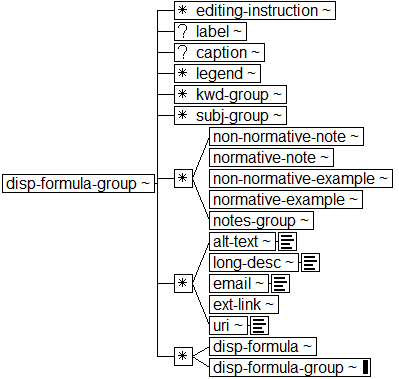 * editing-instruction ~
? label ~
? caption ~
* legend ~
* kwd-group ~
* subj-group ~
non-normative-note ~
normative-note ~
disp-formula-group ~ * non-normative-example ~
normative-example ~
notes-group ~
alt-text ~
long-desc ~
* email ~
ext-link ~
uri ~
* disp-formula ~
disp-formula-group ~